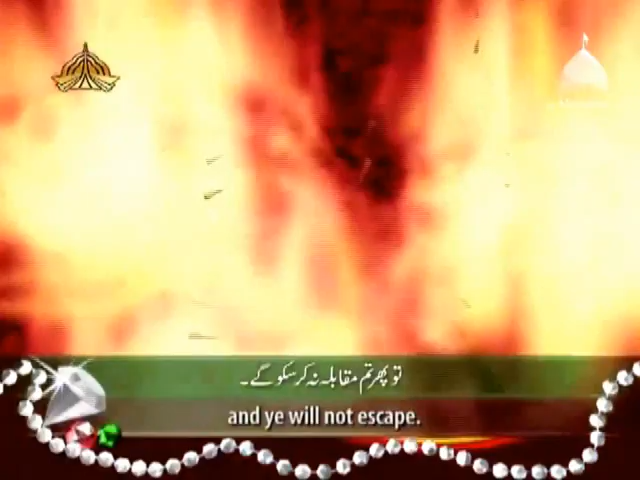 تو پھر تم مقابلہ نہ کر سکو گے۔
and ye will not escape.